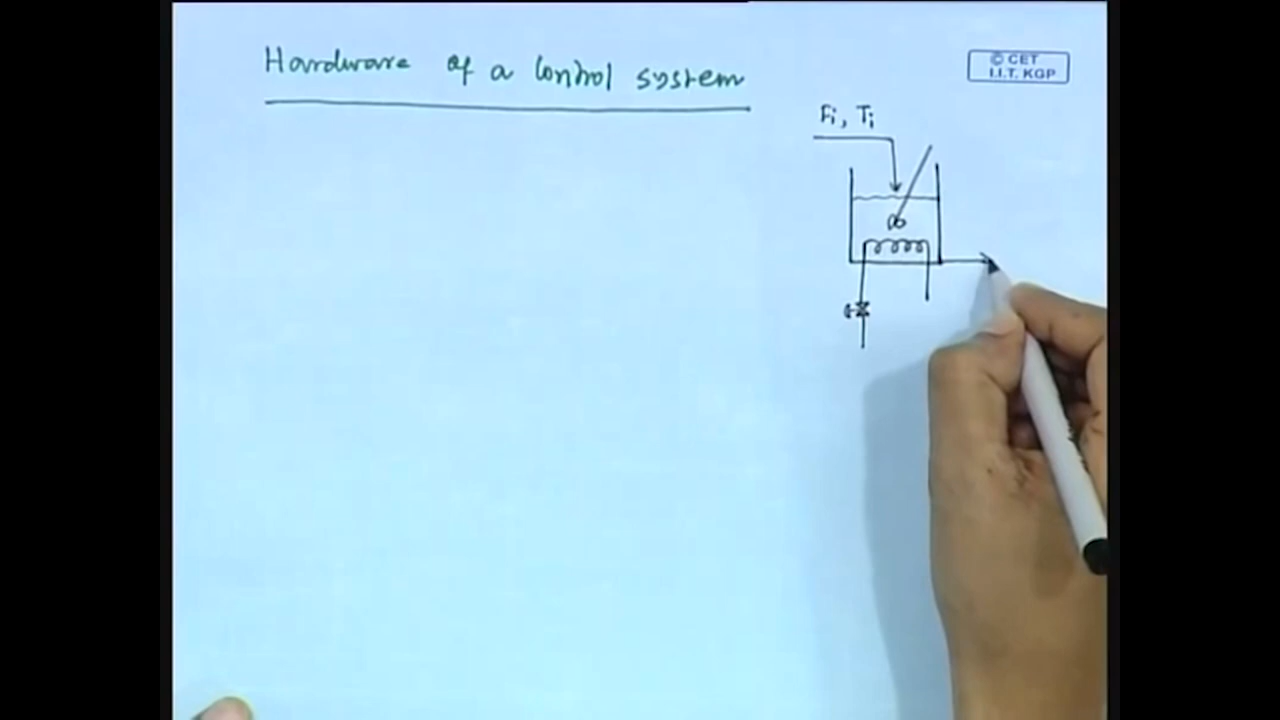 Hardware of a Control system
© CET
I.I.T. KGP
Fi, Ti